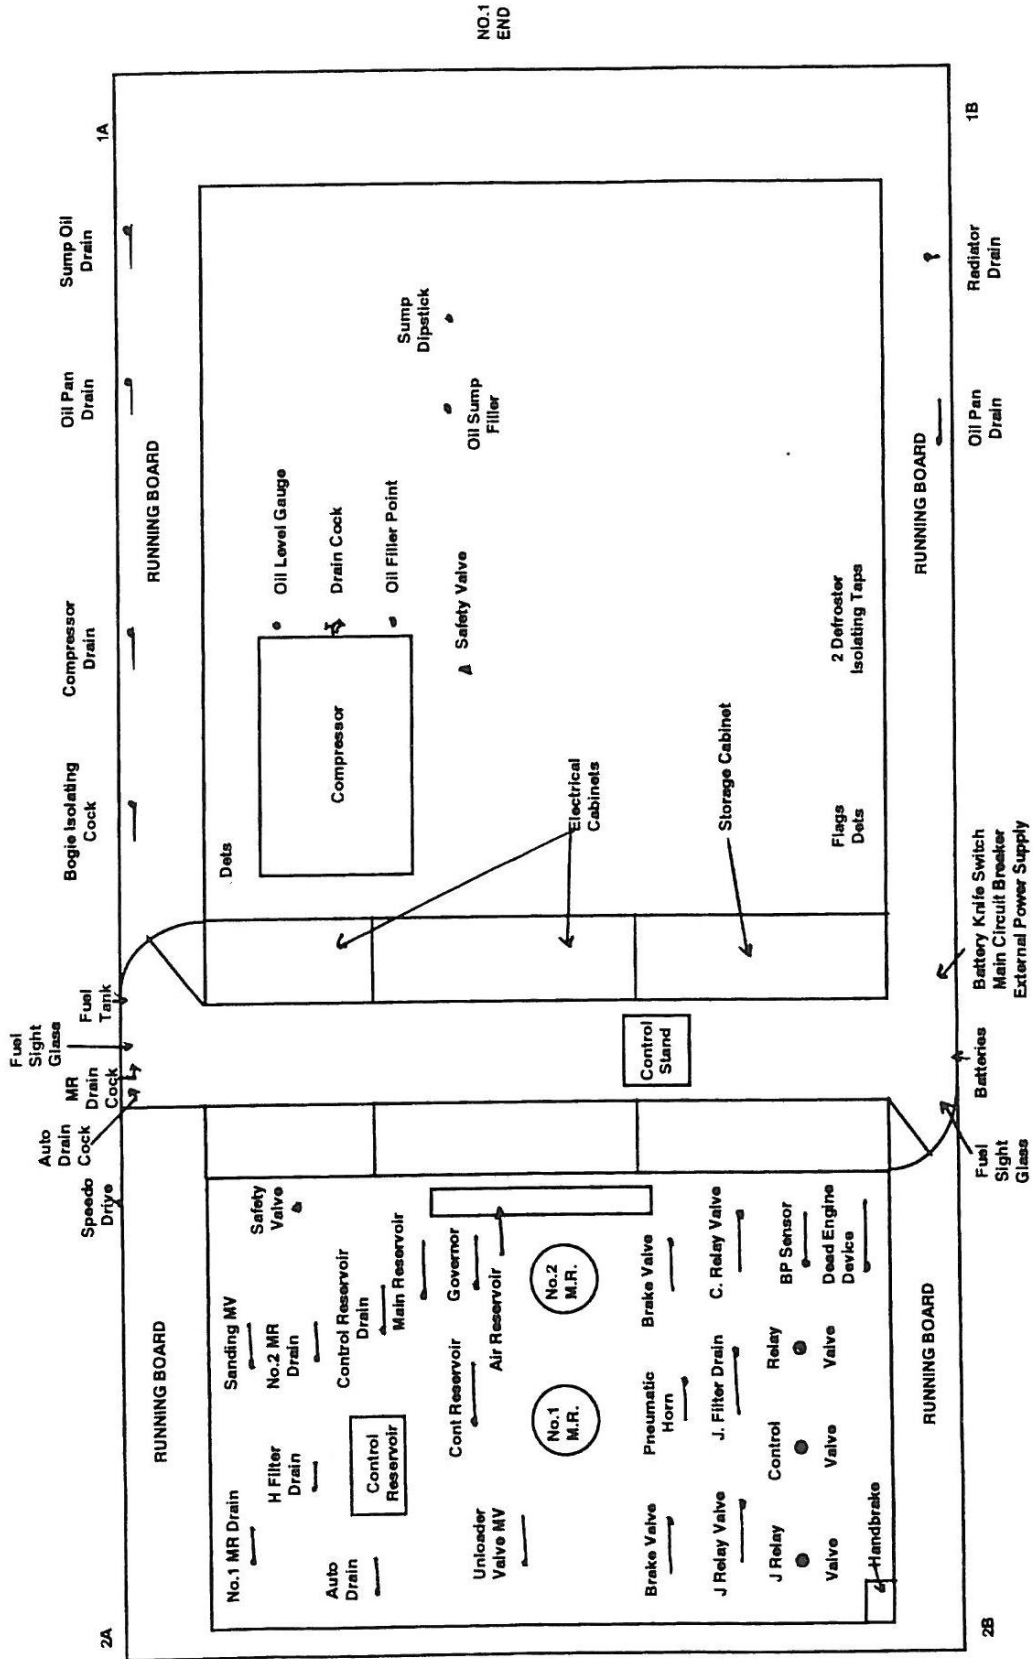 NO.1
END
1A
1B
2A
2B
Speedo
Drive
Auto
Drain
Cock
MR
Drain
Cock
Fuel
Sight
Glass
Fuel
Tank
Bogie Isolating
Cock
Compressor
Drain
Oil Pan
Drain
Sump Oil
Drain
RUNNING BOARD
RUNNING BOARD
No.1 MR Drain
Sanding MV
Safety
Valve
H Filter
Drain
No.2 MR
Drain
Auto
Drain
Control
Reservoir
Control Reservoir
Drain
Main Reservoir
Cont Reservoir
Governor
Air Reservoir
Unloader
Valve MV
No.1
M.R.
No.2
M.R.
Brake Valve
Pneumatic
Horn
Brake Valve
J Relay Valve
J. Filter Drain
C. Relay Valve
J Relay
Valve
Control
Valve
Relay
Valve
BP Sensor
Dead Engine
Device
Handbrake
Control
Stand
Dets
Compressor
Oil Level Gauge
Drain Cock
Oil Filler Point
Safety Valve
Sump
Dipstick
Oil Sump
Filler
Electrical
Cabinets
Storage Cabinet
Flags
Dets
2 Defroster
Isolating Taps
RUNNING BOARD
RUNNING BOARD
Fuel
Sight
Glass
Batteries
Battery Knife Switch
Main Circuit Breaker
External Power Supply
Oil Pan
Drain
Radiator
Drain